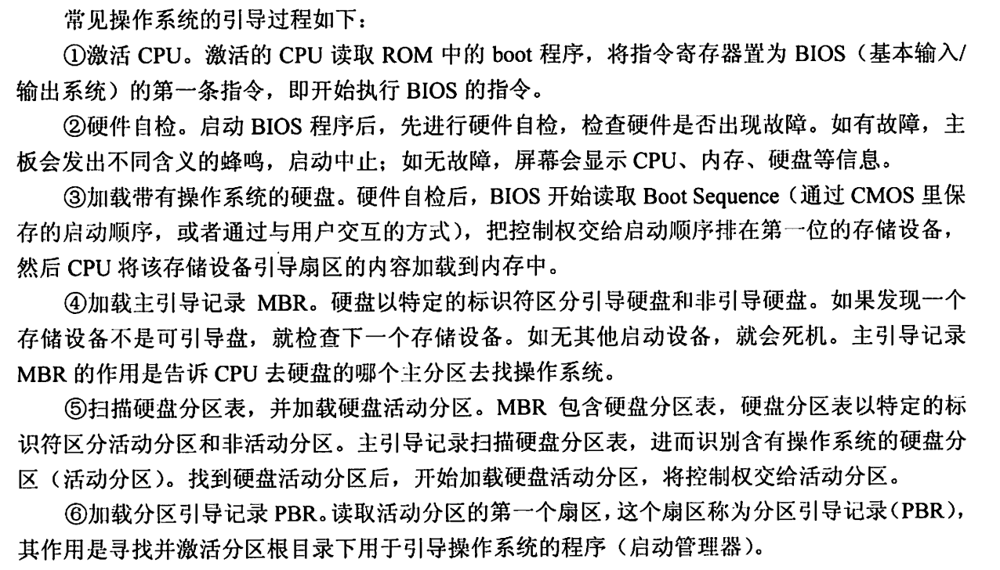 常见操作系统的引导过程如下：
①激活 CPU。激活的 CPU 读取 ROM 中的 boot 程序，将指令寄存器置为 BIOS（基本输入/
输出系统）的第一条指令，即开始执行 BIOS 的指令。
②硬件自检。启动 BIOS 程序后，先进行硬件自检，检查硬件是否出现故障。如有故障，主
板会发出不同含义的蜂鸣，启动中止；如无故障，屏幕会显示 CPU、内存、硬盘等信息。
③加载带有操作系统的硬盘。硬件自检后，BIOS 开始读取 Boot Sequence（通过 CMOS 里保
存的启动顺序，或者通过与用户交互的方式），把控制权交给启动顺序排在第一位的存储设备，
然后 CPU 将该存储设备引导扇区的内容加载到内存中。
④加载主引导记录 MBR。硬盘以特定的标识符区分引导硬盘和非引导硬盘。如果发现一个
存储设备不是可引导盘，就检查下一个存储设备。如无其他启动设备，就会死机。主引导记录
MBR 的作用是告诉 CPU 去硬盘的哪个主分区去找操作系统。
⑤扫描硬盘分区表，并加载硬盘活动分区。MBR 包含硬盘分区表，硬盘分区表以特定的标
识符区分活动分区和非活动分区。主引导记录扫描硬盘分区表，进而识别含有操作系统的硬盘分
区（活动分区）。找到硬盘活动分区后，开始加载硬盘活动分区，将控制权交给活动分区。
⑥加载分区引导记录 PBR。读取活动分区的第一个扇区，这个扇区称为分区引导记录（PBR），
其作用是寻找并激活分区根目录下用于引导操作系统的程序（启动管理器）。